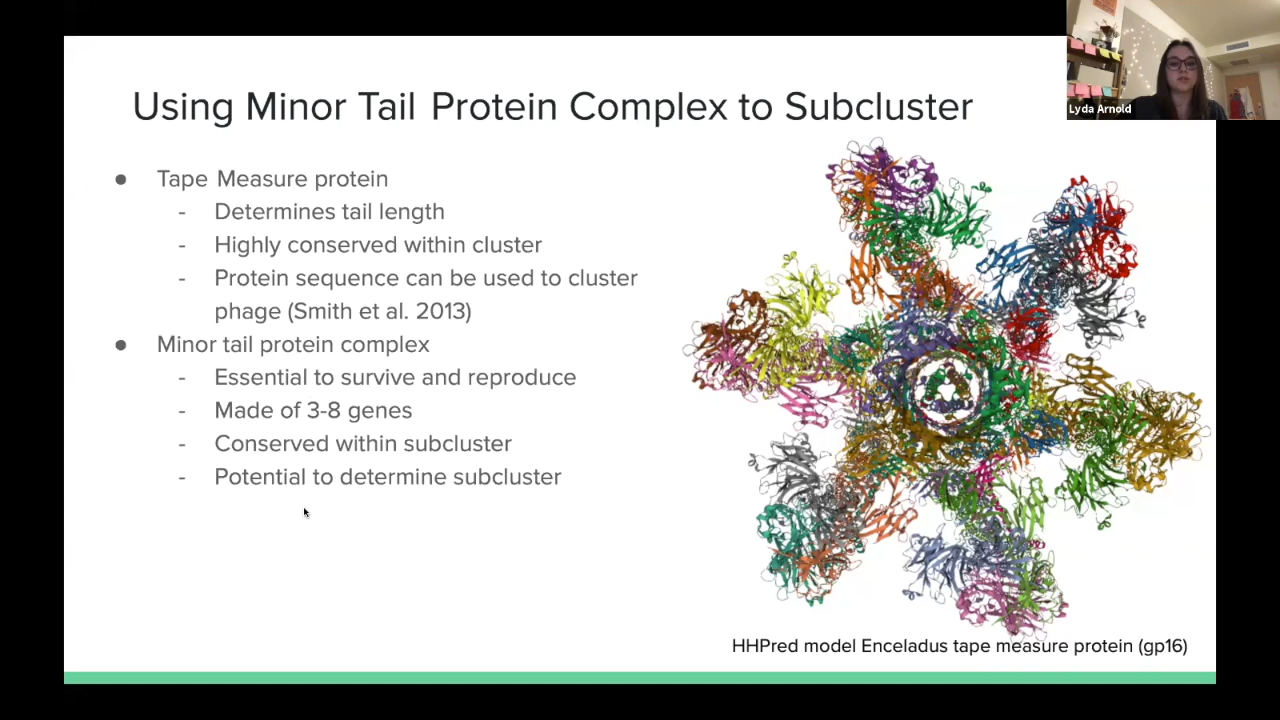 Using Minor Tail Protein Complex to Subcluster
Lyda Arnold
● Tape Measure protein
- Determines tail length
- Highly conserved within cluster
- Protein sequence can be used to cluster
phage (Smith et al. 2013)
● Minor tail protein complex
- Essential to survive and reproduce
- Made of 3-8 genes
- Conserved within subcluster
- Potential to determine subcluster
HHPred model Enceladus tape measure protein (gp16)